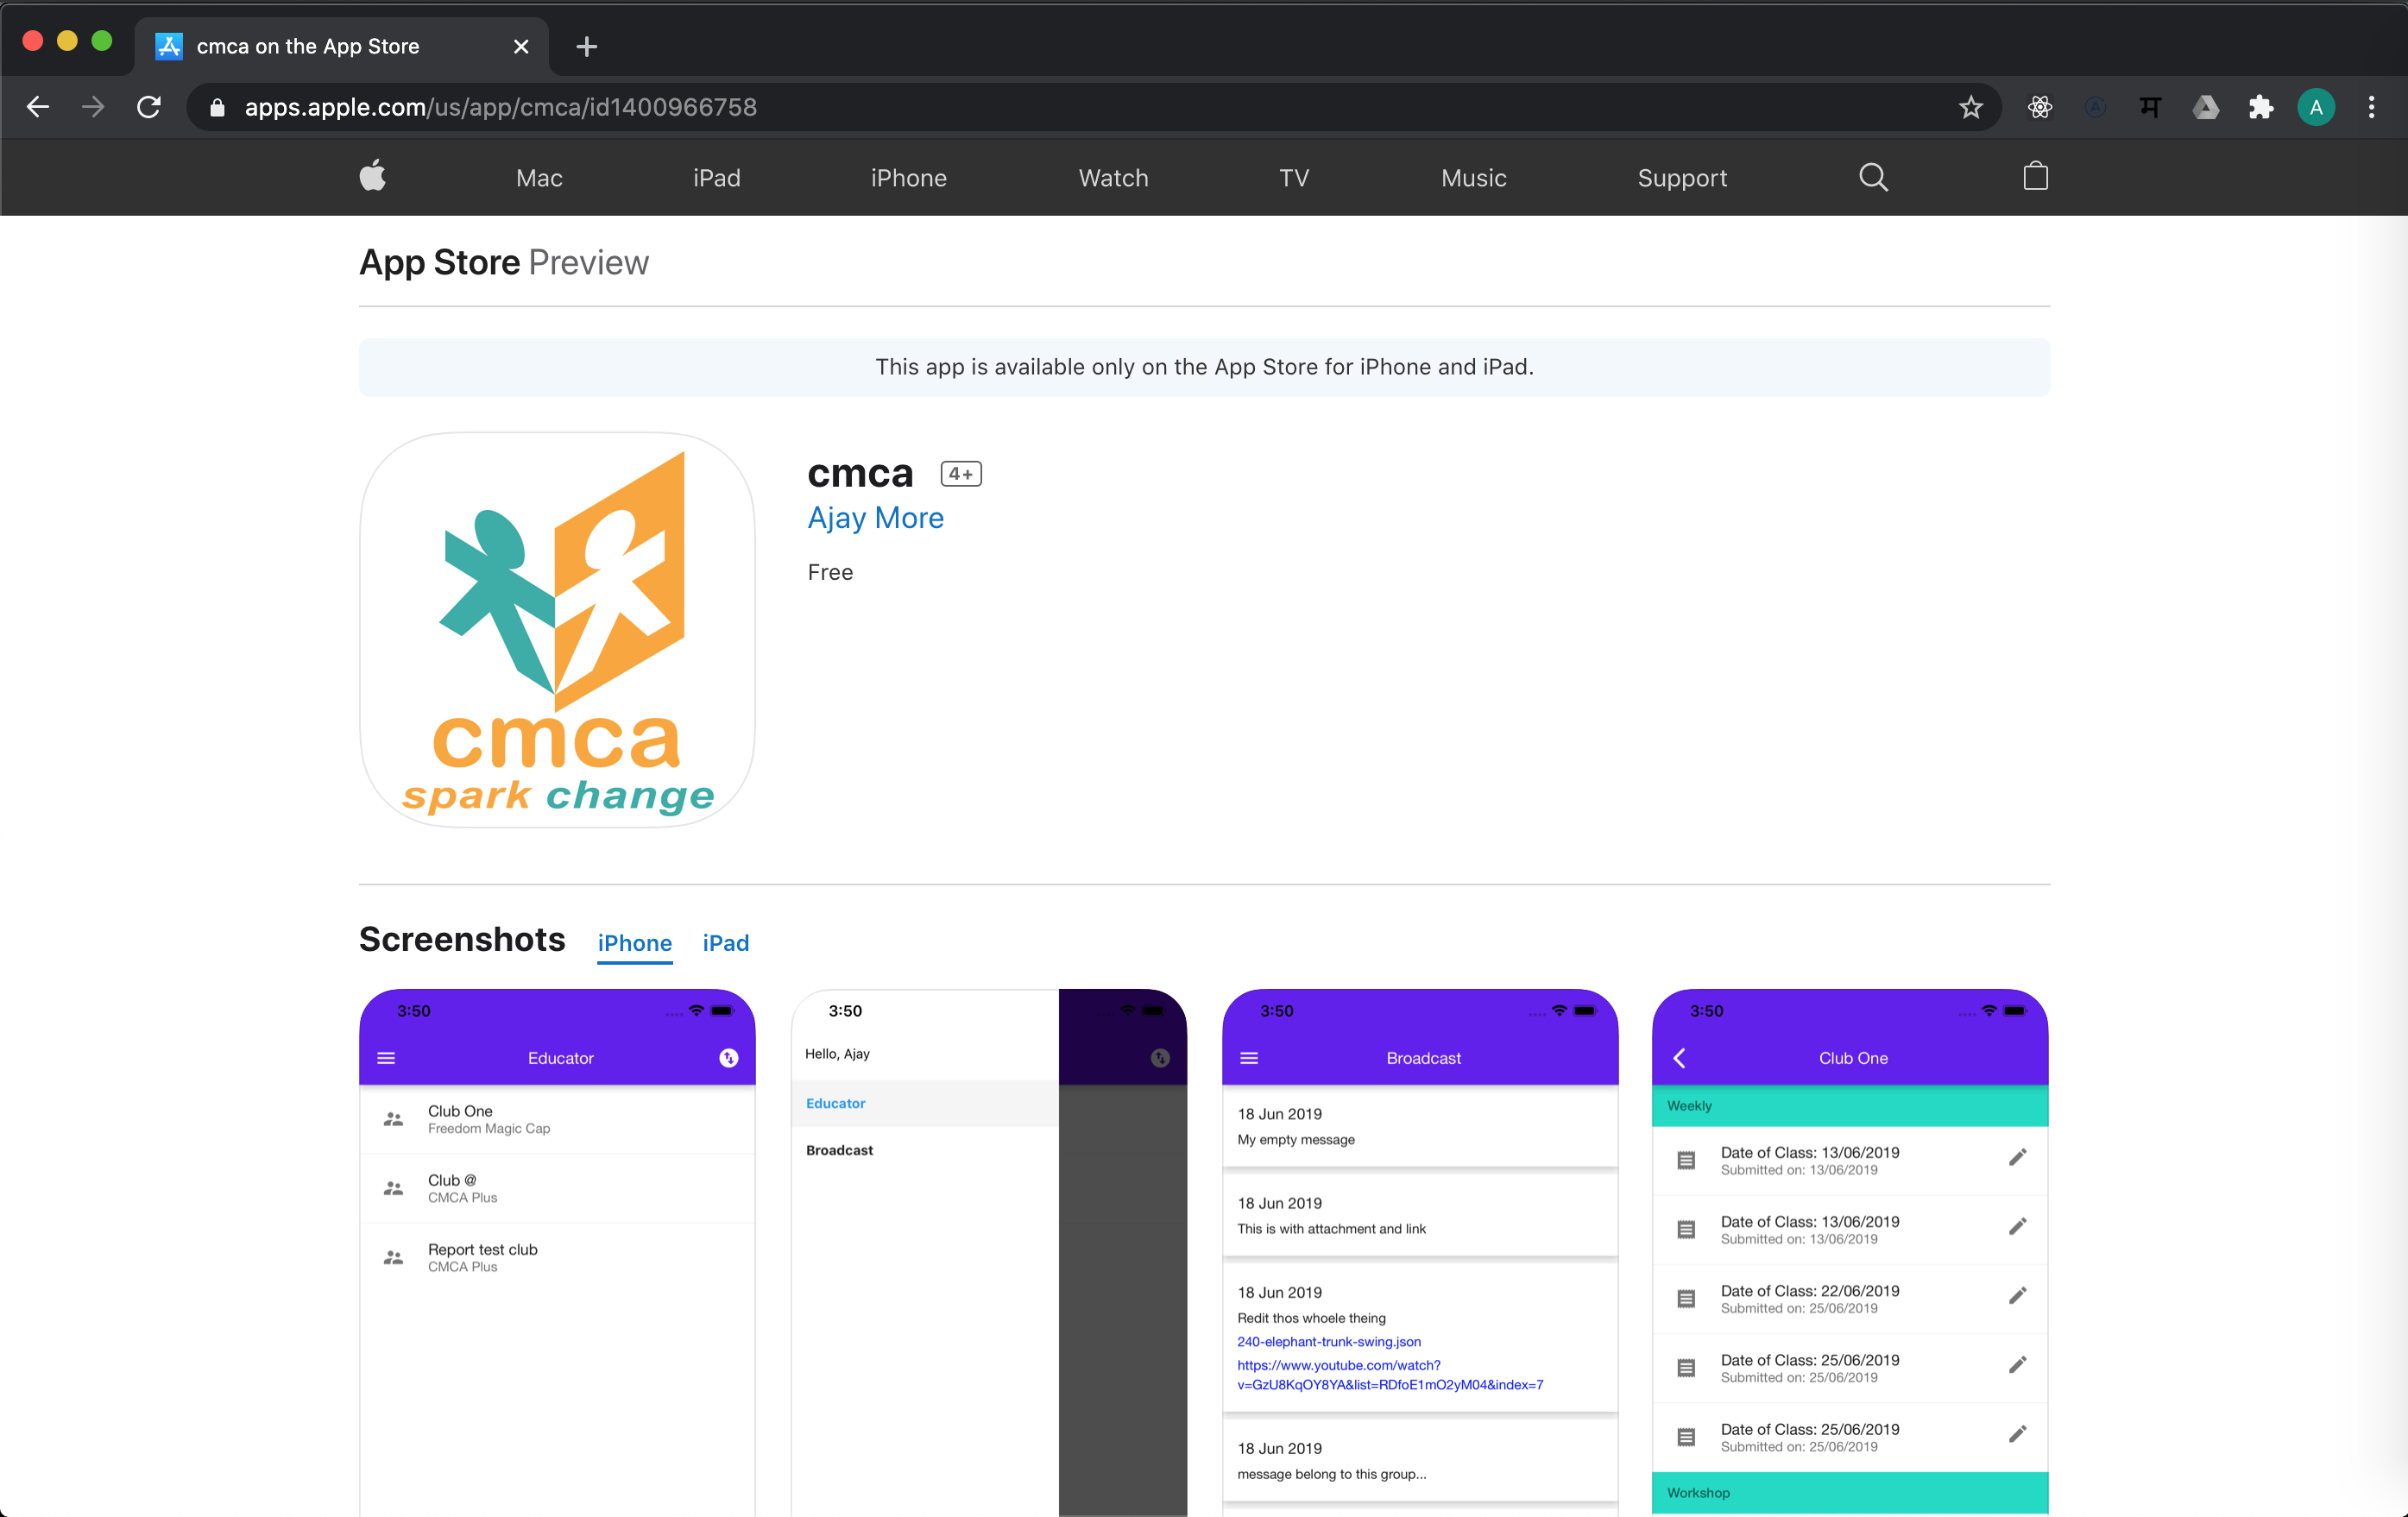 cmca on the App Store
apps.apple.com/us/app/cmca/id1400966758
A
म
A
Mac iPad iPhone Watch TV Music Support
App Store Preview
This app is available only on the App Store for iPhone and iPad.
cmca
spark change
cmca 4+
Ajay More
Free
Screenshots iPhone iPad
3:50
Educator
Club One
Freedom Magic Cap
Club @
CMCA Plus
Report test club
CMCA Plus
3:50
Hello, Ajay
Educator
Broadcast
3:50
Broadcast
18 Jun 2019
My empty message
18 Jun 2019
This is with attachment and link
18 Jun 2019
Redit thos whoele theing
240-elephant-trunk-swing.json
https://www.youtube.com/watch?
v=GzU8KqOY8YA&list=RDfoE1mO2yM04&index=7
18 Jun 2019
message belong to this group...
3:50
Club One
Weekly
Date of Class: 13/06/2019
Submitted on: 13/06/2019
Date of Class: 13/06/2019
Submitted on: 13/06/2019
Date of Class: 22/06/2019
Submitted on: 25/06/2019
Date of Class: 25/06/2019
Submitted on: 25/06/2019
Date of Class: 25/06/2019
Submitted on: 25/06/2019
Workshop